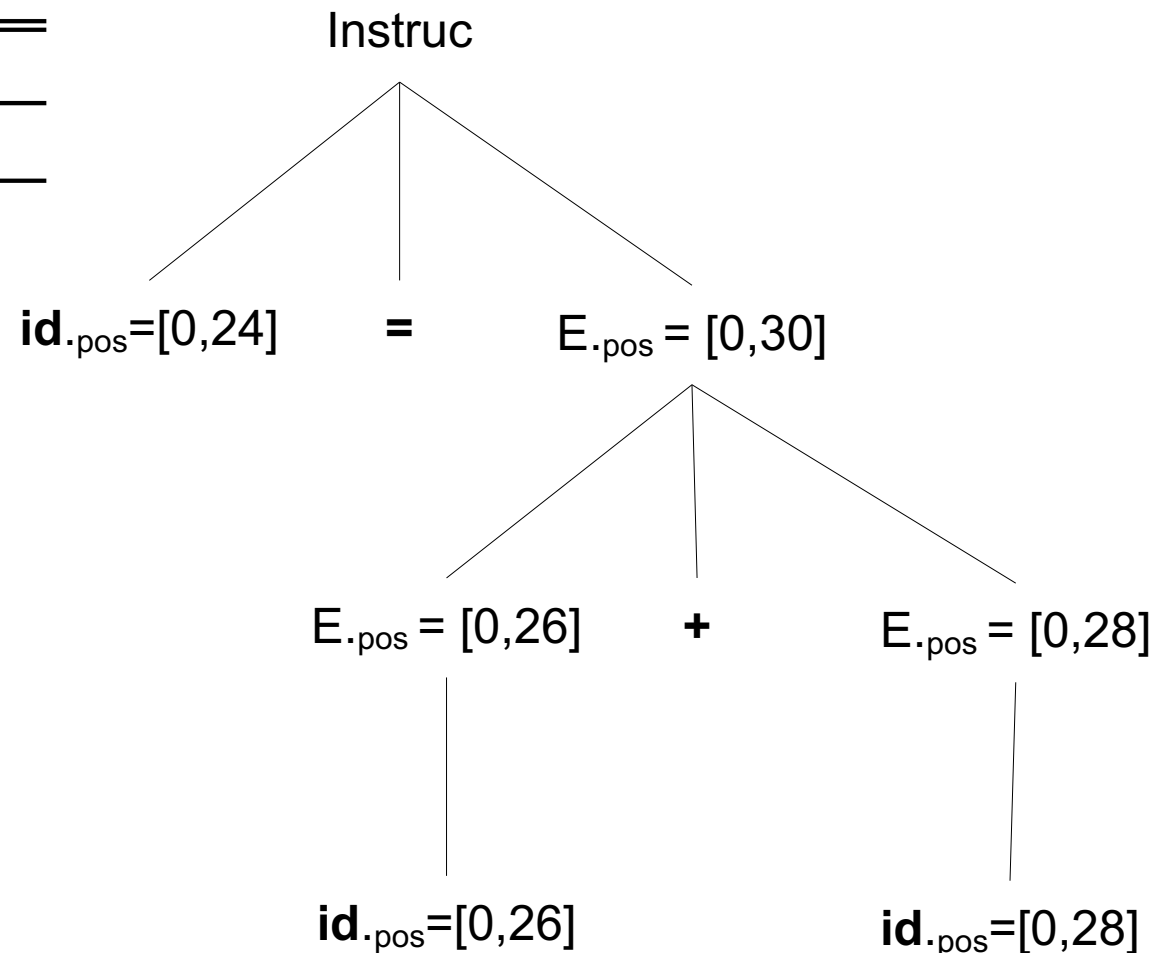 Instruc
id.pos=[0,24] = E.pos = [0,30]
E.pos = [0,26] + E.pos = [0,28]
id.pos=[0,26] id.pos=[0,28]